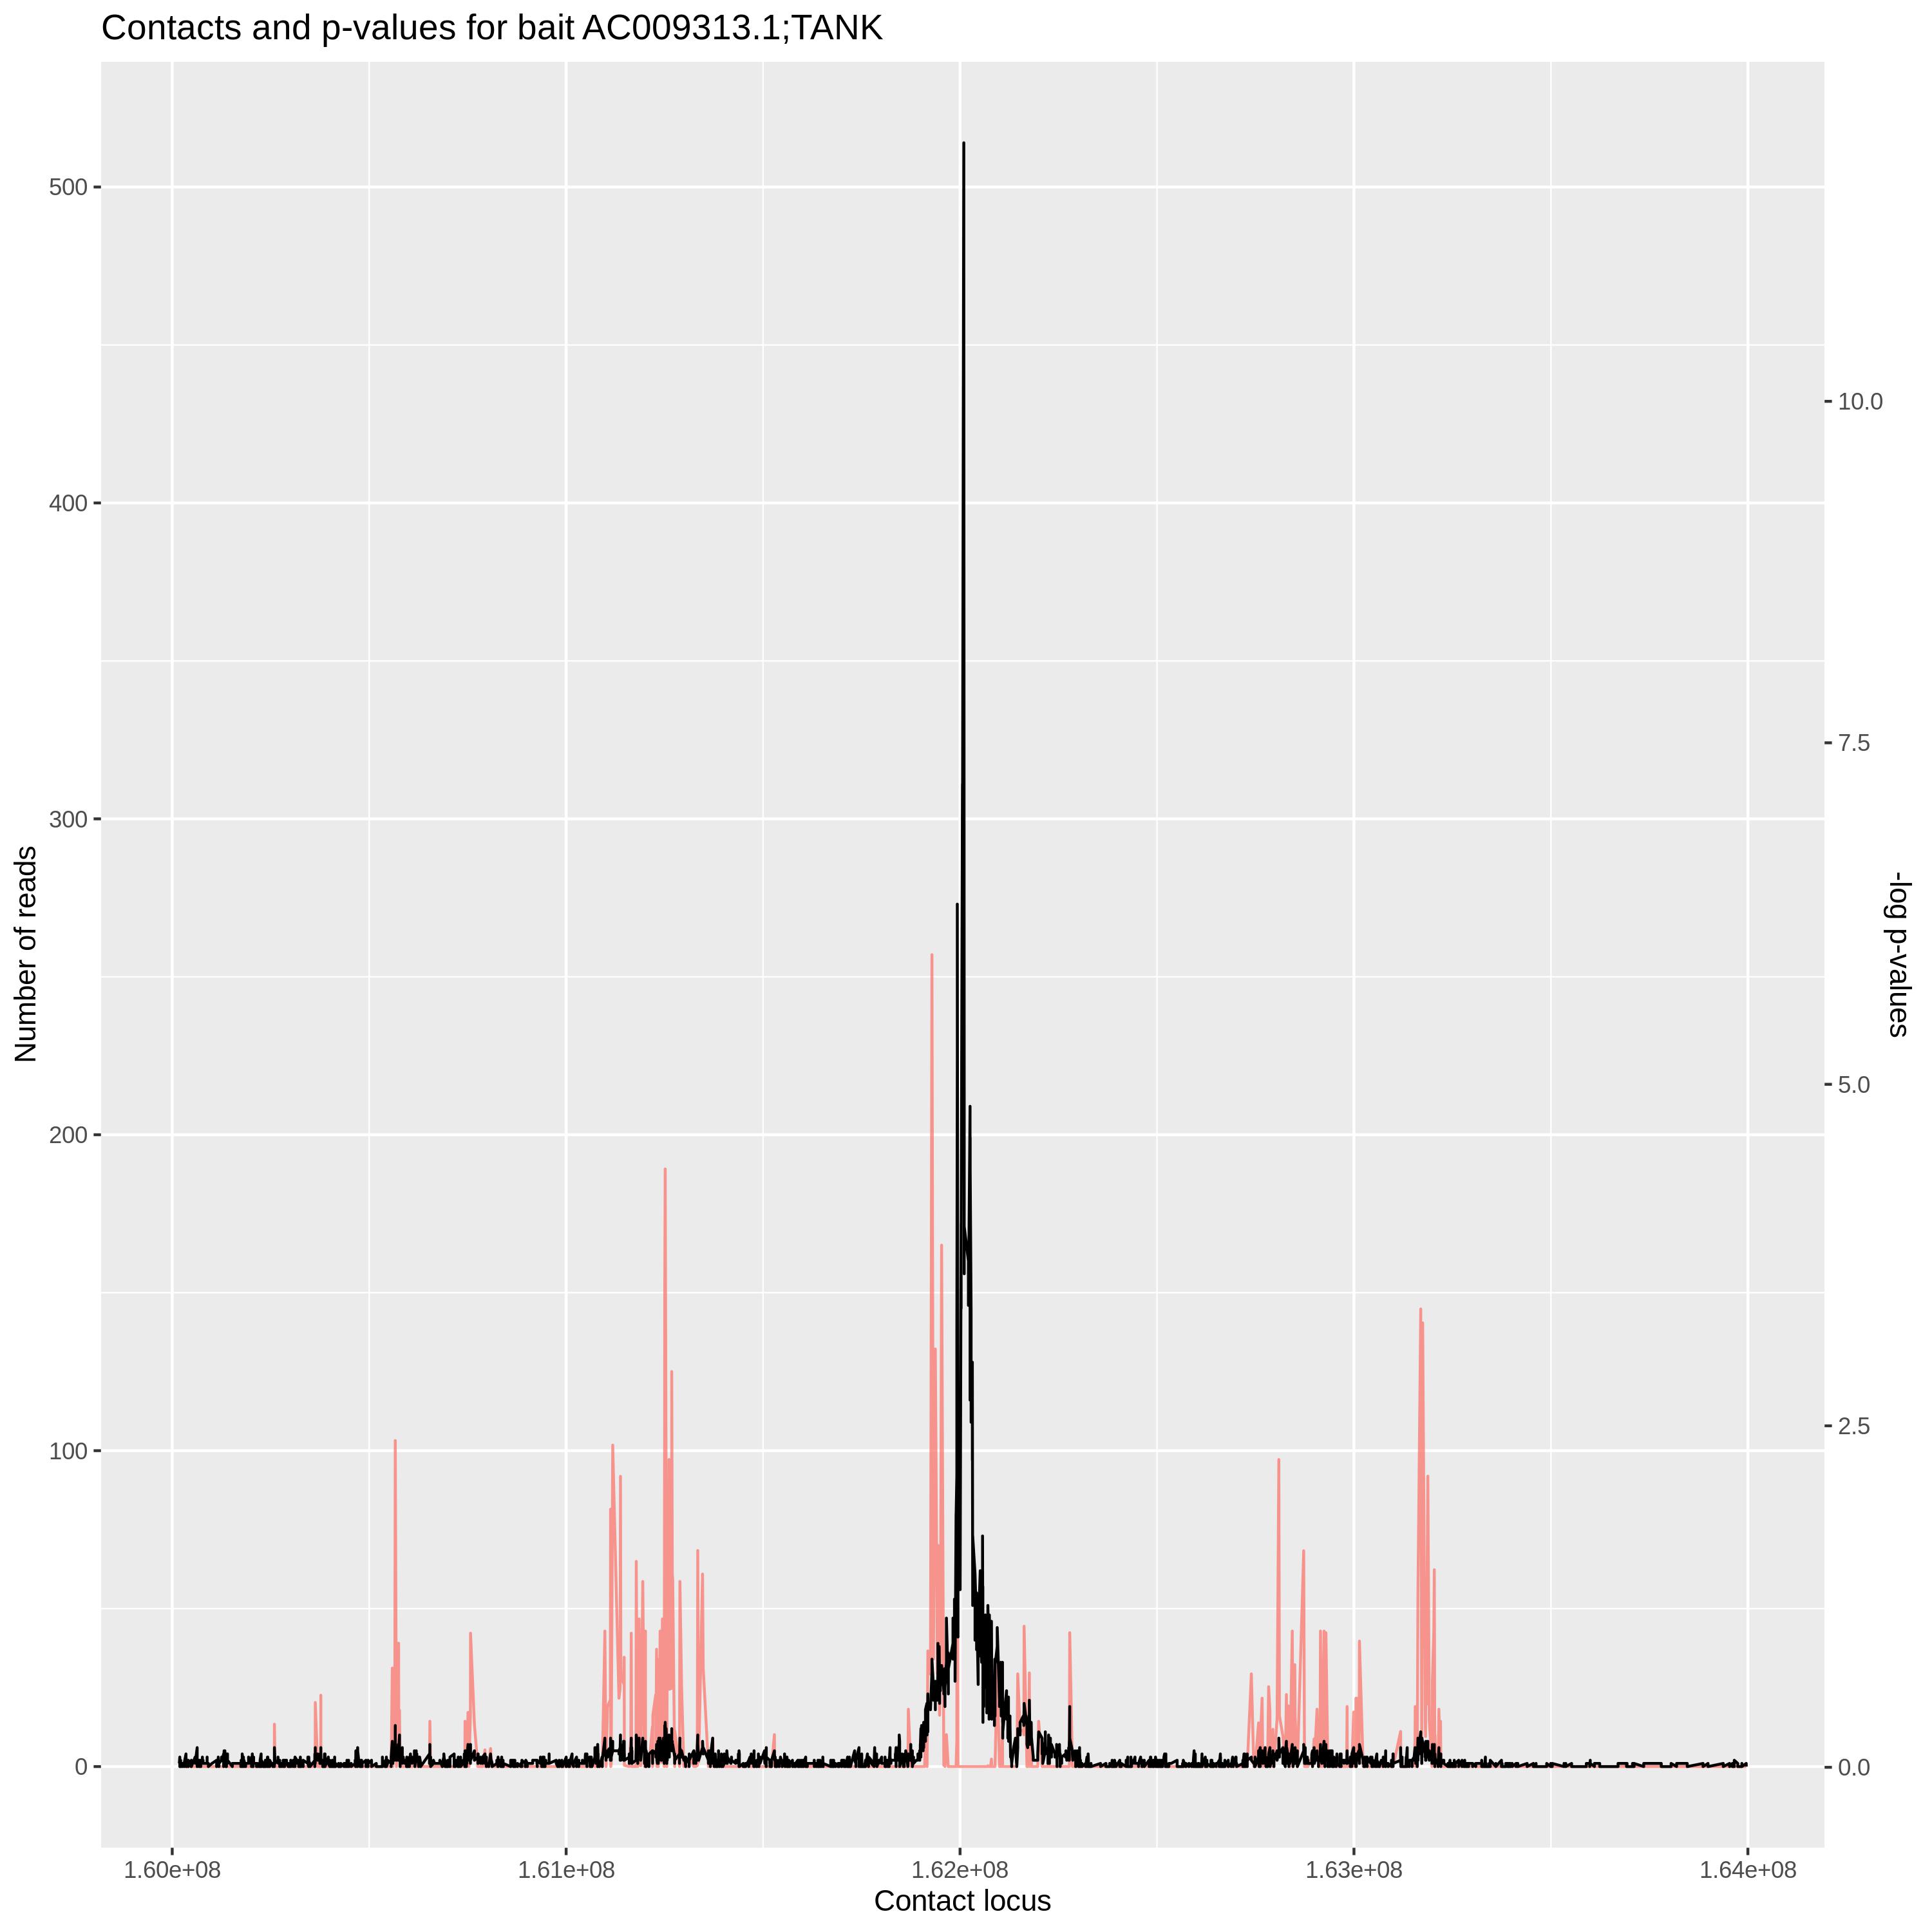 Contacts and p-values for bait AC009313.1;TANK
Number of reads
500
400
300
200
100
0
10.0
7.5
5.0
2.5
0.0
-log p-values
1.60e+08
1.61e+08
1.62e+08
1.63e+08
1.64e+08
Contact locus